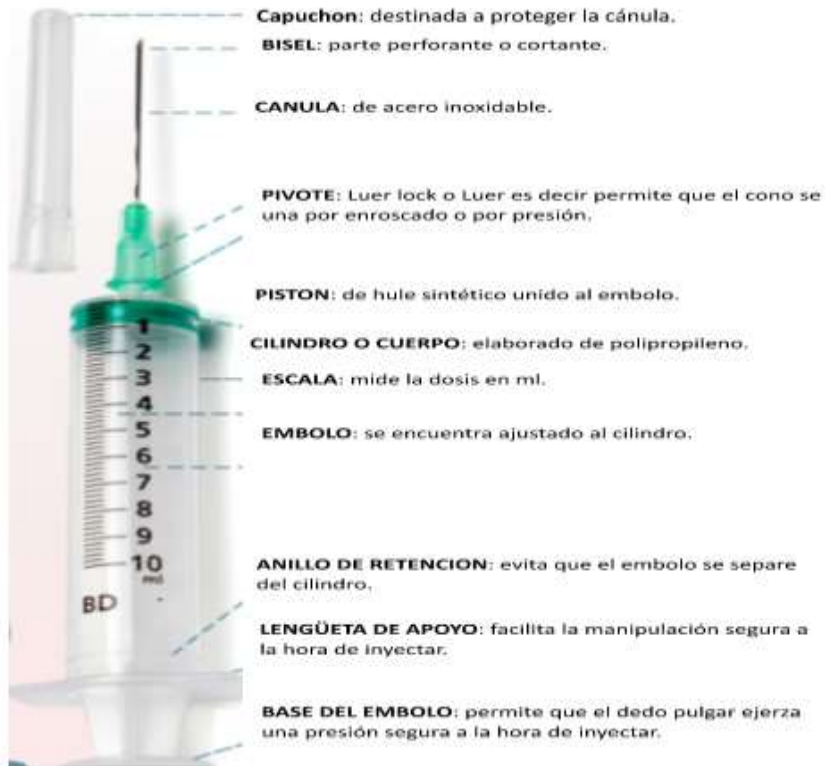 Capuchon: destinada a proteger la cánula.
BISEL: parte perforante o cortante.
CANULA: de acero inoxidable.
PIVOTE: Luer lock o Luer es decir permite que el cono se
una por enroscado o por presión.
PISTON: de hule sintético unido al embolo.
CILINDRO O CUERPO: elaborado de polipropileno.
ESCALA: mide la dosis en ml.
EMBOLO: se encuentra ajustado al cilindro.
ANILLO DE RETENCION: evita que el embolo se separe
del cilindro.
LENGÜETA DE APOYO: facilita la manipulación segura a
la hora de inyectar.
BASE DEL EMBOLO: permite que el dedo pulgar ejerza
una presión segura a la hora de inyectar.
1
2
3
4
5
6
7
8
9
10
BD